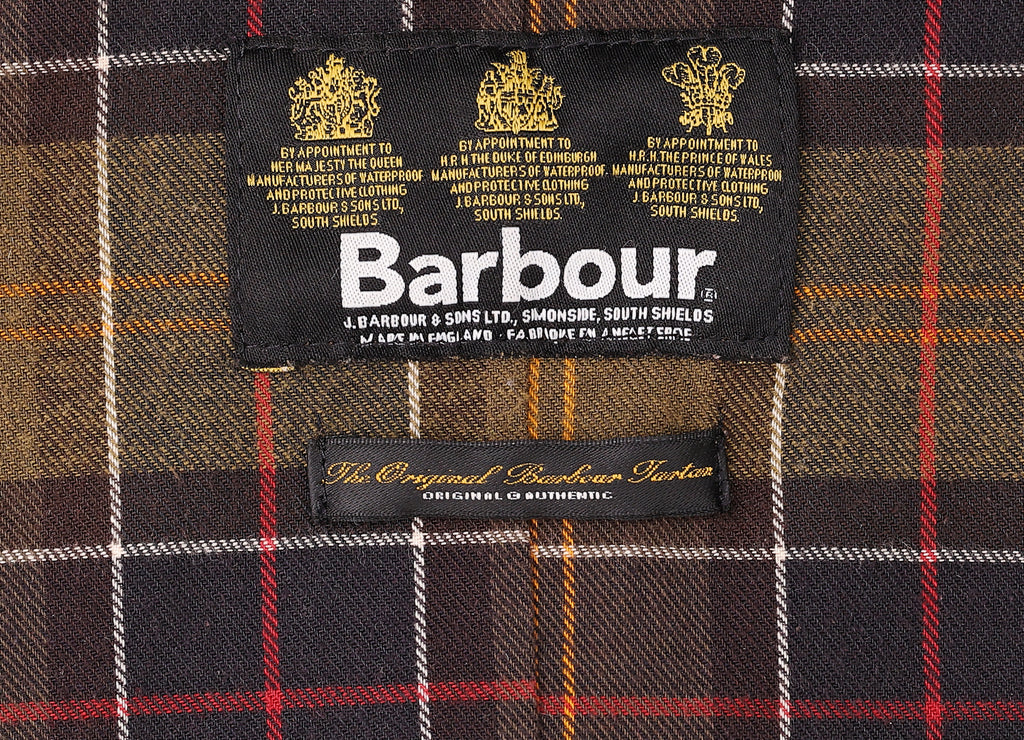 BY APPOINTMENT TO
HER MAJESTY THE QUEEN
MANUFACTURERS OF WATERPROOF
AND PROTECTIVE CLOTHING
J. BARBOUR & SONS LTD,
SOUTH SHIELDS.
BY APPOINTMENT TO
H.R.H THE DUKE OF EDINBURGH
MANUFACTURERS OF WATERPROOF
AND PROTECTIVE CLOTHING
J. BARBOUR & SONS LTD,
SOUTH SHIELDS.
BY APPOINTMENT TO
H.R.H. THE PRINCE OF WALES
MANUFACTURERS OF WATERPROOF
AND PROTECTIVE CLOTHING
J. BARBOUR & SONS LTD,
SOUTH SHIELDS.
Barbour®
J. BARBOUR & SONS LTD., SIMONSIDE, SOUTH SHIELDS
MADE IN ENGLAND · FABRIQUE EN ANGLETERRE
The Original Barbour Tartan
ORIGINAL & AUTHENTIC